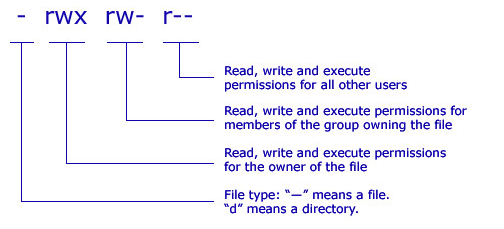 - rwx rw- r--
Read, write and execute
permissions for all other users
Read, write and execute permissions for
members of the group owning the file
Read, write and execute permissions
for the owner of the file
File type: “—” means a file.
“d” means a directory.